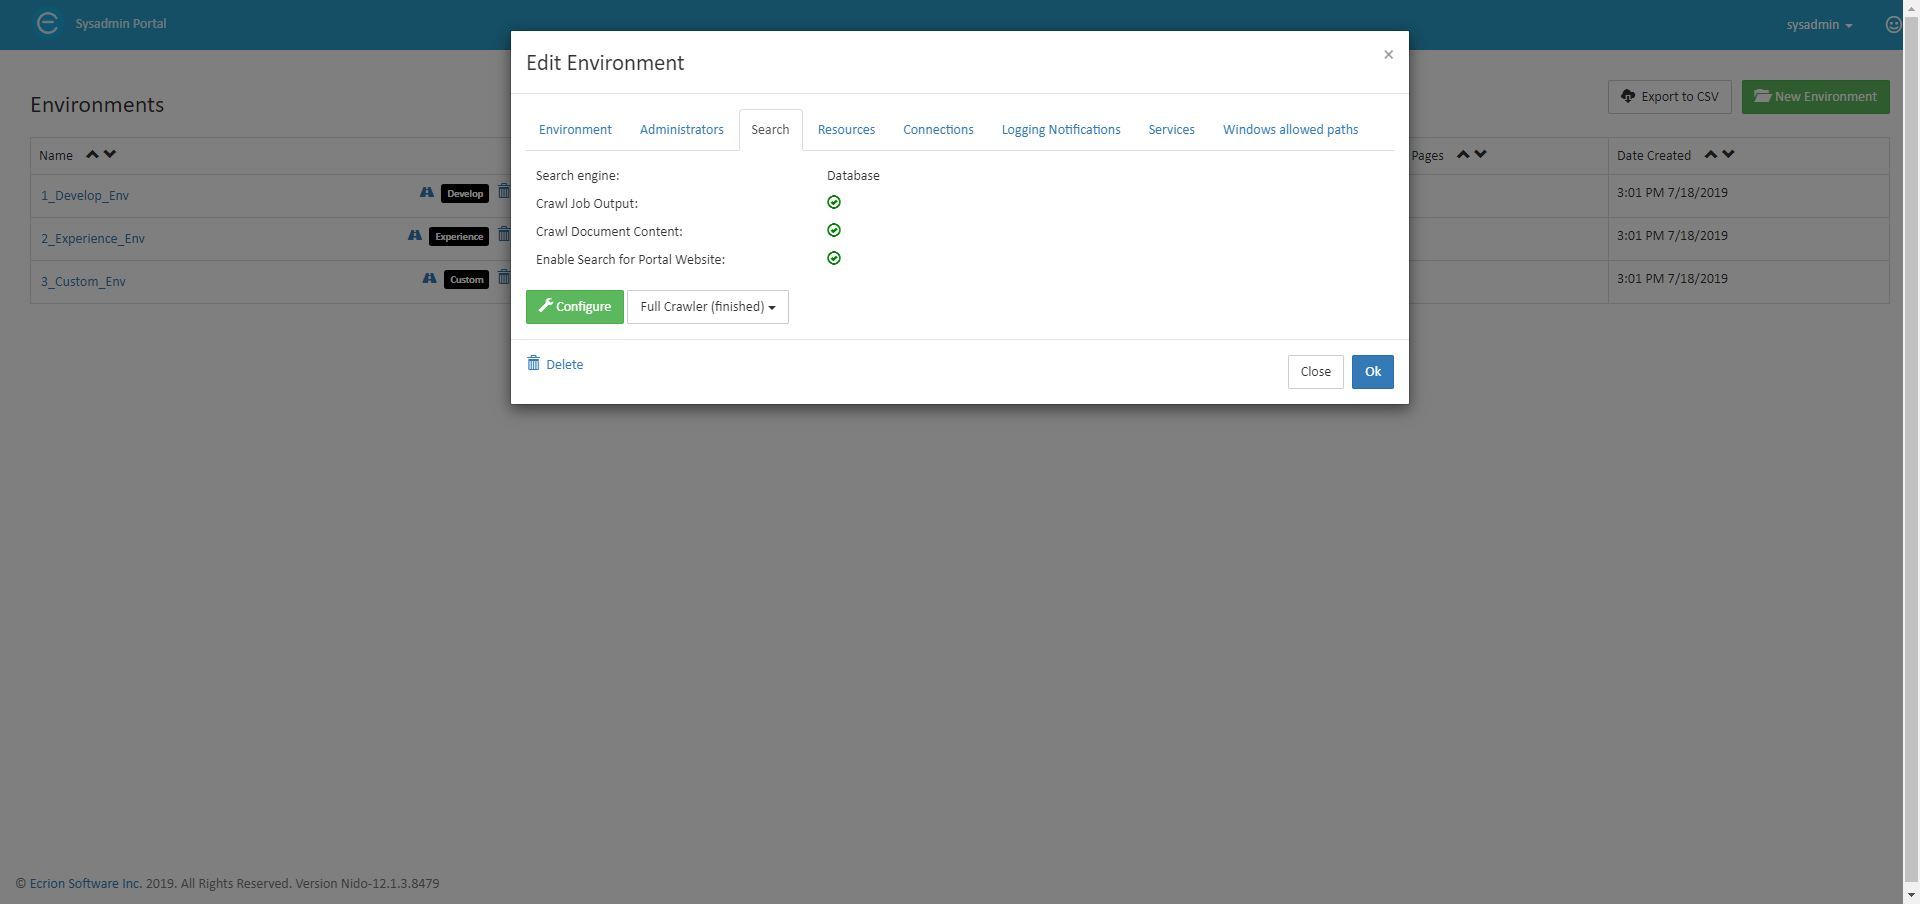 Sysadmin Portal
sysadmin
Edit Environment
×
Environments
Export to CSV
New Environment
Environment Administrators Search Resources Connections Logging Notifications Services Windows allowed paths
Name
Pages
Date Created
1_Develop_Env
Develop
3:01 PM 7/18/2019
2_Experience_Env
Experience
3:01 PM 7/18/2019
3_Custom_Env
Custom
3:01 PM 7/18/2019
Search engine: Database
Crawl Job Output:
Crawl Document Content:
Enable Search for Portal Website:
Configure
Full Crawler (finished)
Delete
Close
Ok
© Ecrion Software Inc. 2019. All Rights Reserved. Version Nido-12.1.3.8479